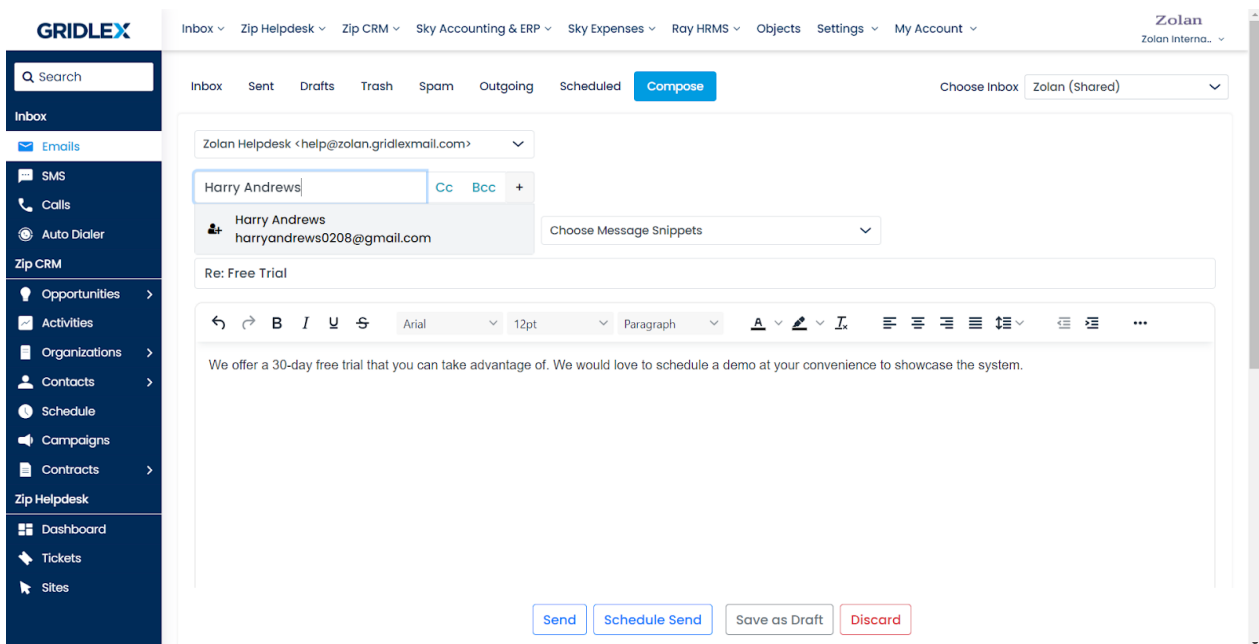 GRIDLEX
Inbox Zip Helpdesk Zip CRM Sky Accounting & ERP Sky Expenses Ray HRMS Objects Settings My Account
Zolan
Zolan Interna..
Search
Inbox
Emails
SMS
Calls
Auto Dialer
Zip CRM
Opportunities
Activities
Organizations
Contacts
Schedule
Campaigns
Contracts
Zip Helpdesk
Dashboard
Tickets
Sites
Inbox Sent Drafts Trash Spam Outgoing Scheduled Compose
Choose Inbox Zolan (Shared)
Zolan Helpdesk <help@zolan.gridlexmail.com>
Harry Andrews Cc Bcc +
Harry Andrews
harryandrews0208@gmail.com
Choose Message Snippets
Re: Free Trial
B I U S Arial 12pt Paragraph A
We offer a 30-day free trial that you can take advantage of. We would love to schedule a demo at your convenience to showcase the system.
Send Schedule Send Save as Draft Discard